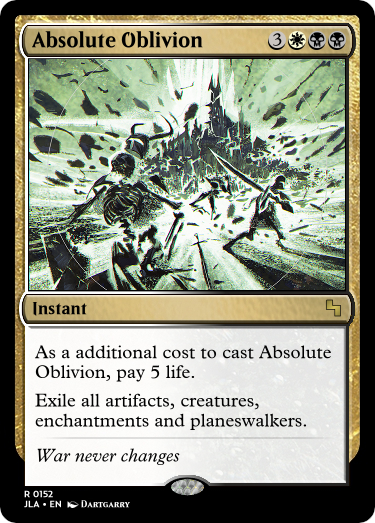 Absolute Oblivion 3
Instant
As a additional cost to cast Absolute
Oblivion, pay 5 life.
Exile all artifacts, creatures,
enchantments and planeswalkers.
War never changes
R 0152
JLA • EN Dartgarry